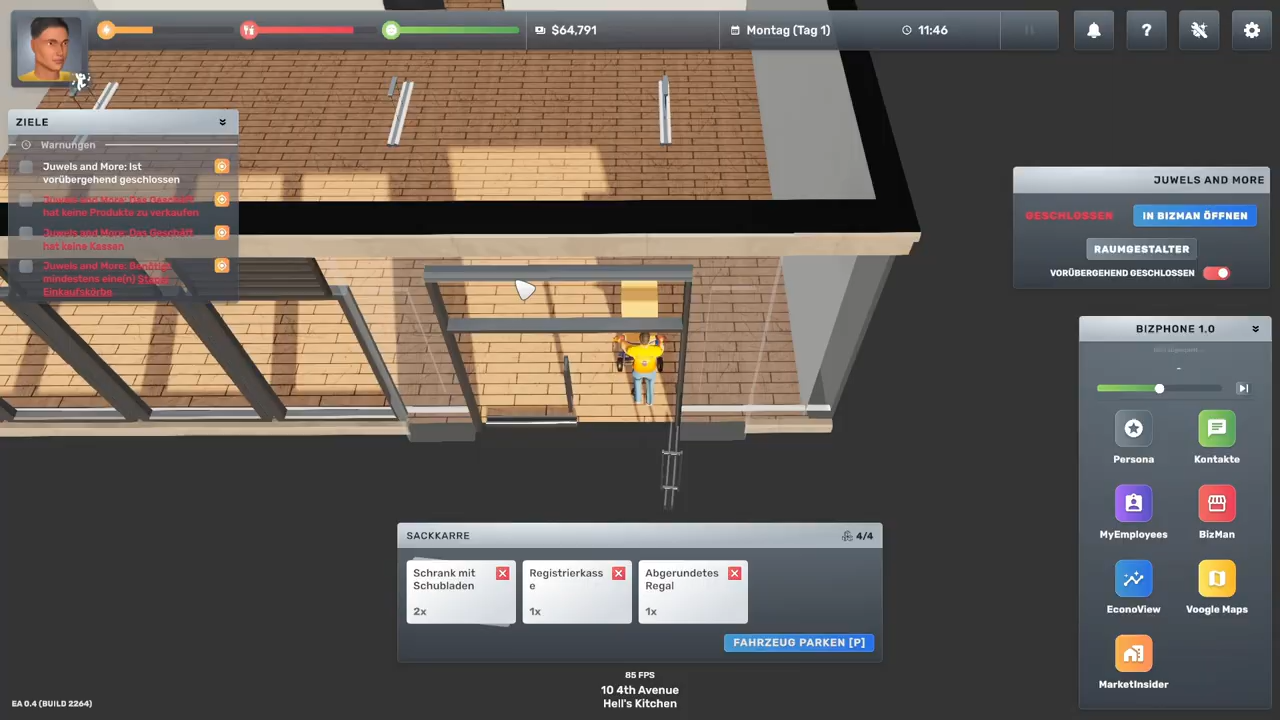 $64,791
Montag (Tag 1)
11:46
?
ZIELE
Warnungen
Juwels and More: Ist
vorübergehend geschlossen
Juwels and More: Das Geschäft
hat keine Produkte zu verkaufen
Juwels and More: Das Geschäft
hat keine Kassen
Juwels and More: Benötigt
mindestens eine(n) Stapel
Einkaufskörbe
JUWELS AND MORE
GESCHLOSSEN
IN BIZMAN ÖFFNEN
RAUMGESTALTER
VORÜBERGEHEND GESCHLOSSEN
BIZPHONE 1.0
-
Persona
Kontakte
MyEmployees
BizMan
EconoView
Voogle Maps
MarketInsider
SACKKARRE
4/4
Schrank mit
Schubladen
2x
Registrierkass
e
1x
Abgerundetes
Regal
1x
FAHRZEUG PARKEN [P]
85 FPS
10 4th Avenue
Hell's Kitchen
EA 0.4 (BUILD 2264)